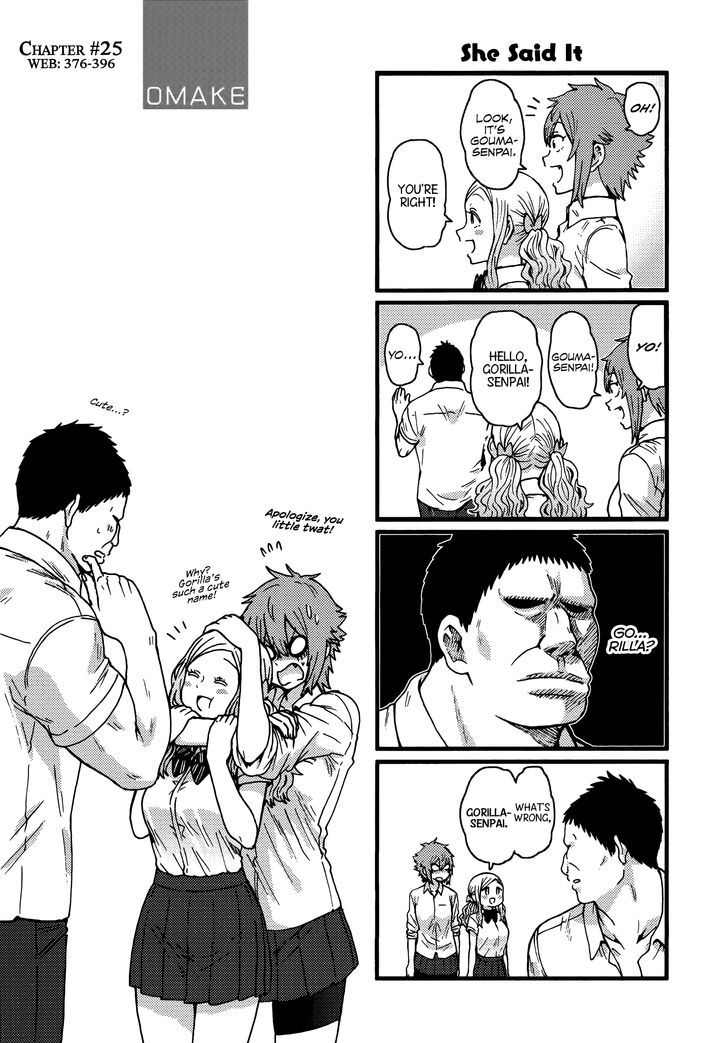 CHAPTER #25
WEB: 376-396
OMAKE
She Said It
OH!
LOOK,
IT'S
GOUMA-
SENPAI.
YOU'RE
RIGHT!
YO!
GOUMA-
SENPAI!
HELLO,
GORILLA-
SENPAI!
YO...
GO...
RILLA?
WHAT'S
WRONG,
GORILLA-
SENPAI.
Cute...?
Apologize, you
little twat!
Why?
Gorilla's
such a cute
name!